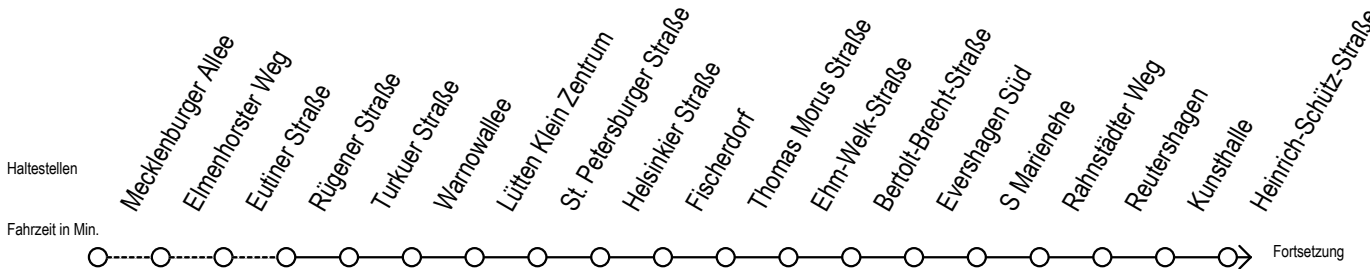 Haltestellen
Mecklenburger Allee
Elmenhorster Weg
Eutiner Straße
Rügener Straße
Turkuer Straße
Warnowallee
Lütten Klein Zentrum
St. Petersburger Straße
Helsinkier Straße
Fischerdorf
Thomas Morus Straße
Ehm-Welk-Straße
Bertolt-Brecht-Straße
Evershagen Süd
S Marienehe
Rahnstädter Weg
Reutershagen
Kunsthalle
Heinrich-Schütz-Straße
Fahrzeit in Min.
Fortsetzung